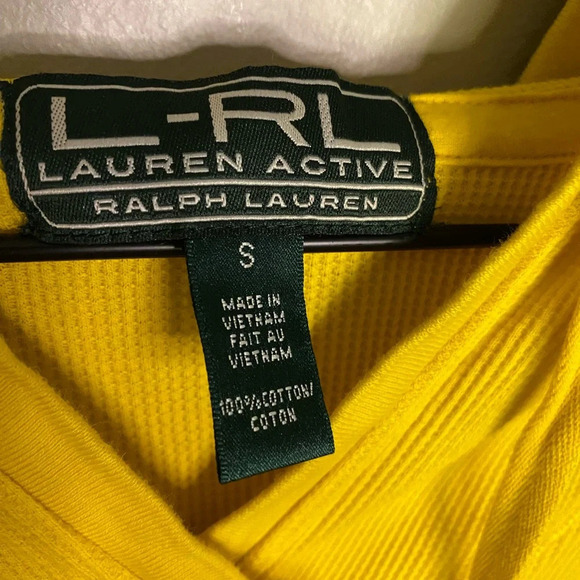 L-RL
LAUREN ACTIVE
RALPH LAUREN
S
MADE IN
VIETNAM
FAIT AU
VIETNAM
100%COTTON/
COTON